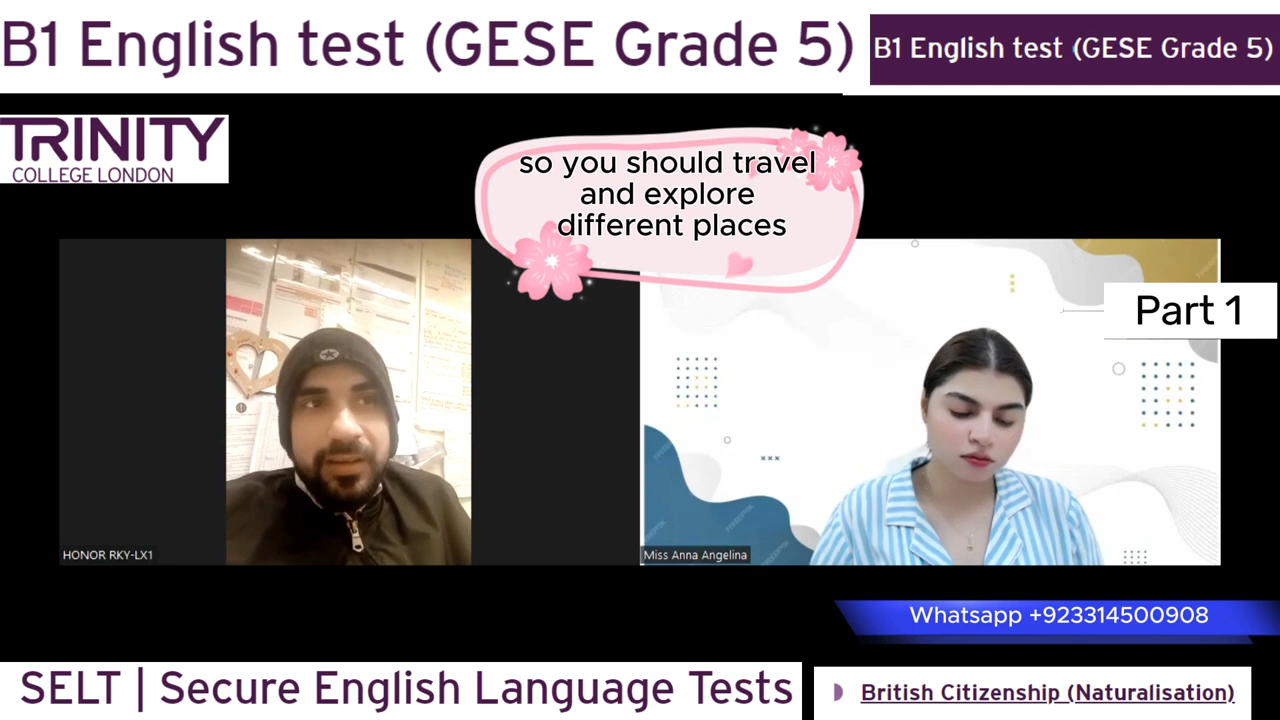 B1 English test (GESE Grade 5)
B1 English test (GESE Grade 5)
TRINITY
COLLEGE LONDON
so you should travel
and explore
different places
Part 1
HONOR RKY-LX1
Miss Anna Angelina
Whatsapp +923314500908
SELT | Secure English Language Tests
British Citizenship (Naturalisation)